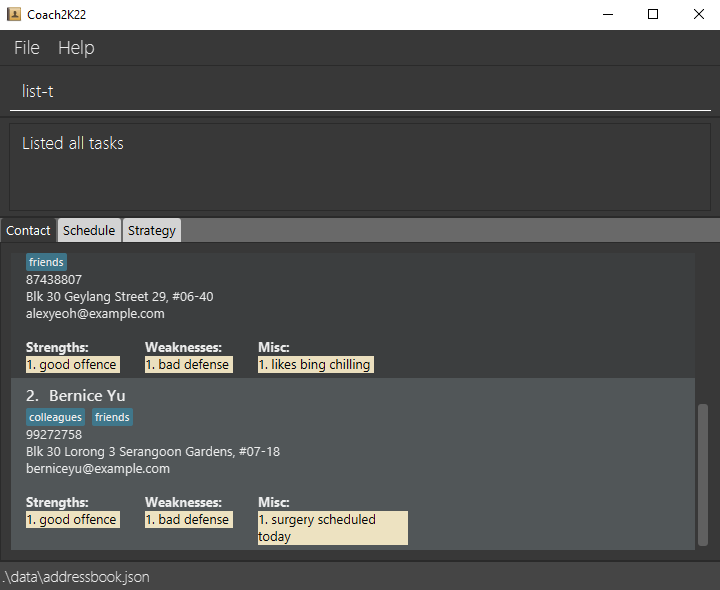 Coach2K22
File Help
list-t
Listed all tasks
Contact Schedule Strategy
friends
87438807
Blk 30 Geylang Street 29, #06-40
alexyeoh@example.com
Strengths: Weaknesses: Misc:
1. good offence 1. bad defense 1. likes bing chilling
2. Bernice Yu
colleagues friends
99272758
Blk 30 Lorong 3 Serangoon Gardens, #07-18
berniceyu@example.com
Strengths: Weaknesses: Misc:
1. good offence 1. bad defense 1. surgery scheduled
today
.\data\addressbook.json